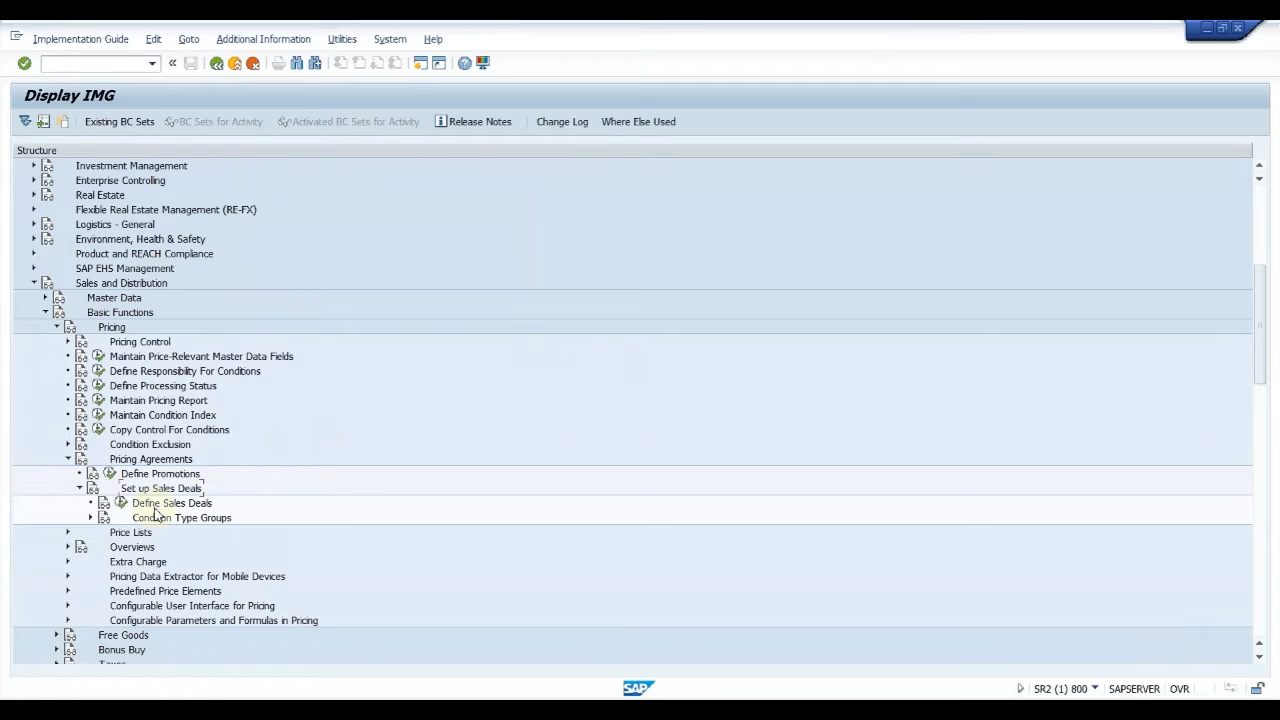 Implementation Guide Edit Goto Additional Information Utilities System Help
Display IMG
Existing BC Sets BC Sets for Activity Activated BC Sets for Activity Release Notes Change Log Where Else Used
Structure
Investment Management
Enterprise Controlling
Real Estate
Flexible Real Estate Management (RE-FX)
Logistics - General
Environment, Health & Safety
Product and REACH Compliance
SAP EHS Management
Sales and Distribution
Master Data
Basic Functions
Pricing
Pricing Control
Maintain Price-Relevant Master Data Fields
Define Responsibility For Conditions
Define Processing Status
Maintain Pricing Report
Maintain Condition Index
Copy Control For Conditions
Condition Exclusion
Pricing Agreements
Define Promotions
Set up Sales Deals
Define Sales Deals
Condition Type Groups
Price Lists
Overviews
Extra Charge
Pricing Data Extractor for Mobile Devices
Predefined Price Elements
Configurable User Interface for Pricing
Configurable Parameters and Formulas in Pricing
Free Goods
Bonus Buy
Taxes
SAP SR2 (1) 800 SAPSERVER OVR